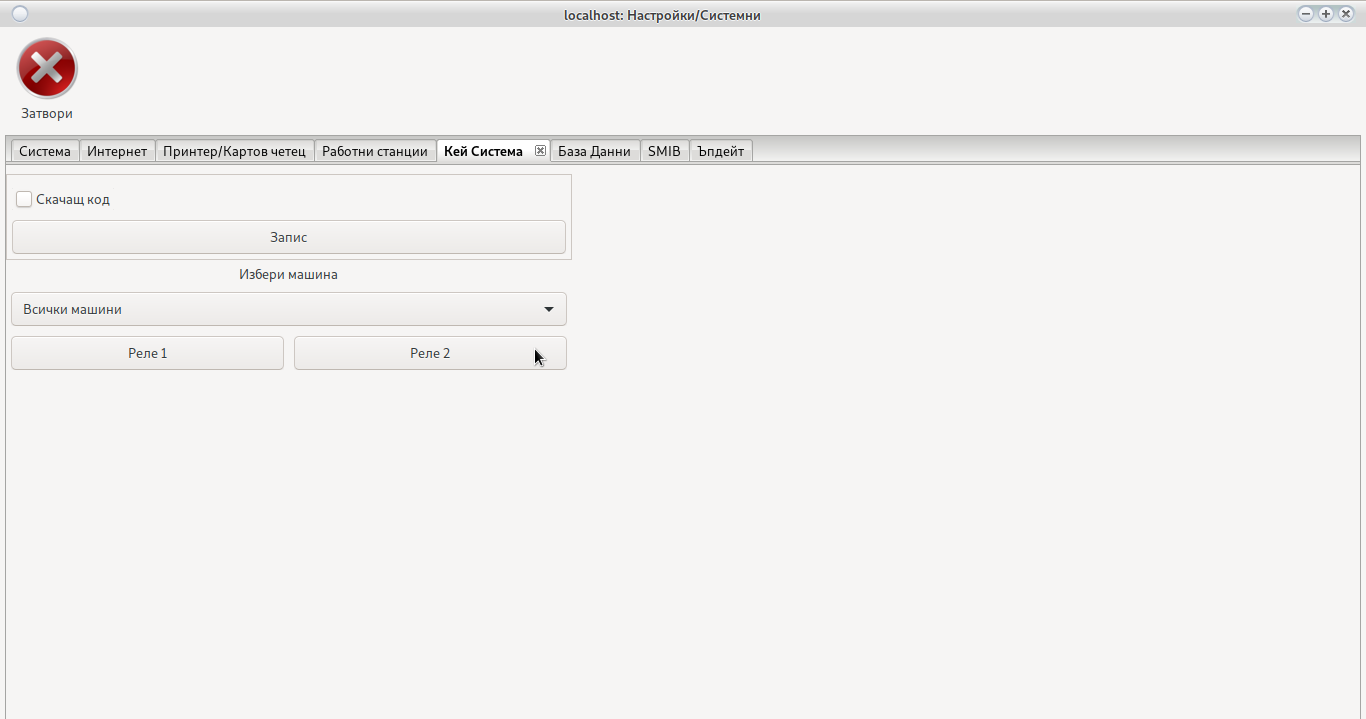 localhost: Настройки/Системни
Затвори
Система Интернет Принтер/Картов четец Работни станции Кей Система База Данни SMIB Ъпдейт
Скачащ код
Запис
Избери машина
Всички машини
Реле 1 Реле 2